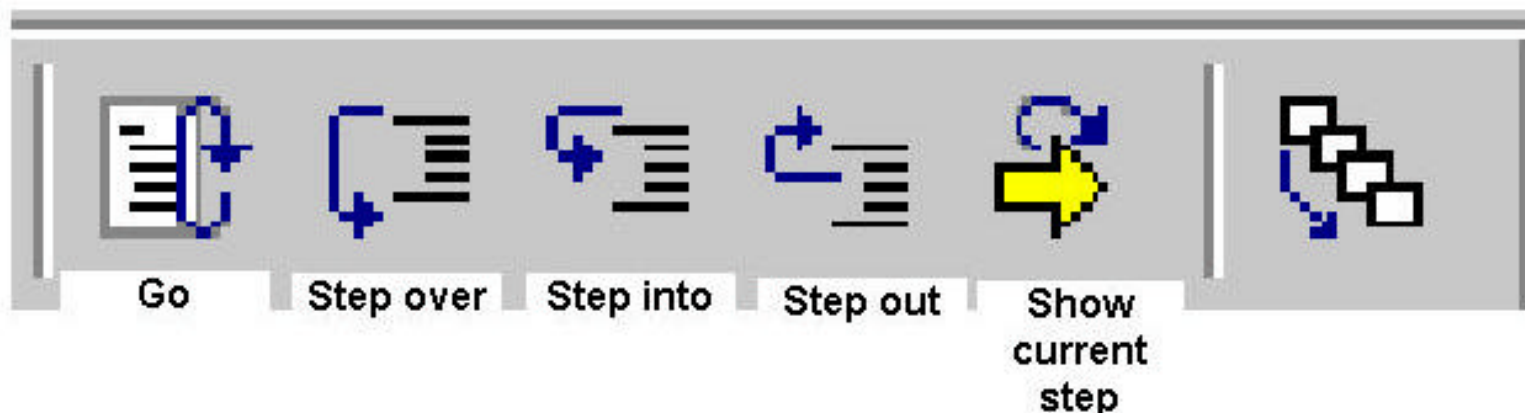 Go
Step over
Step into
Step out
Show
current
step